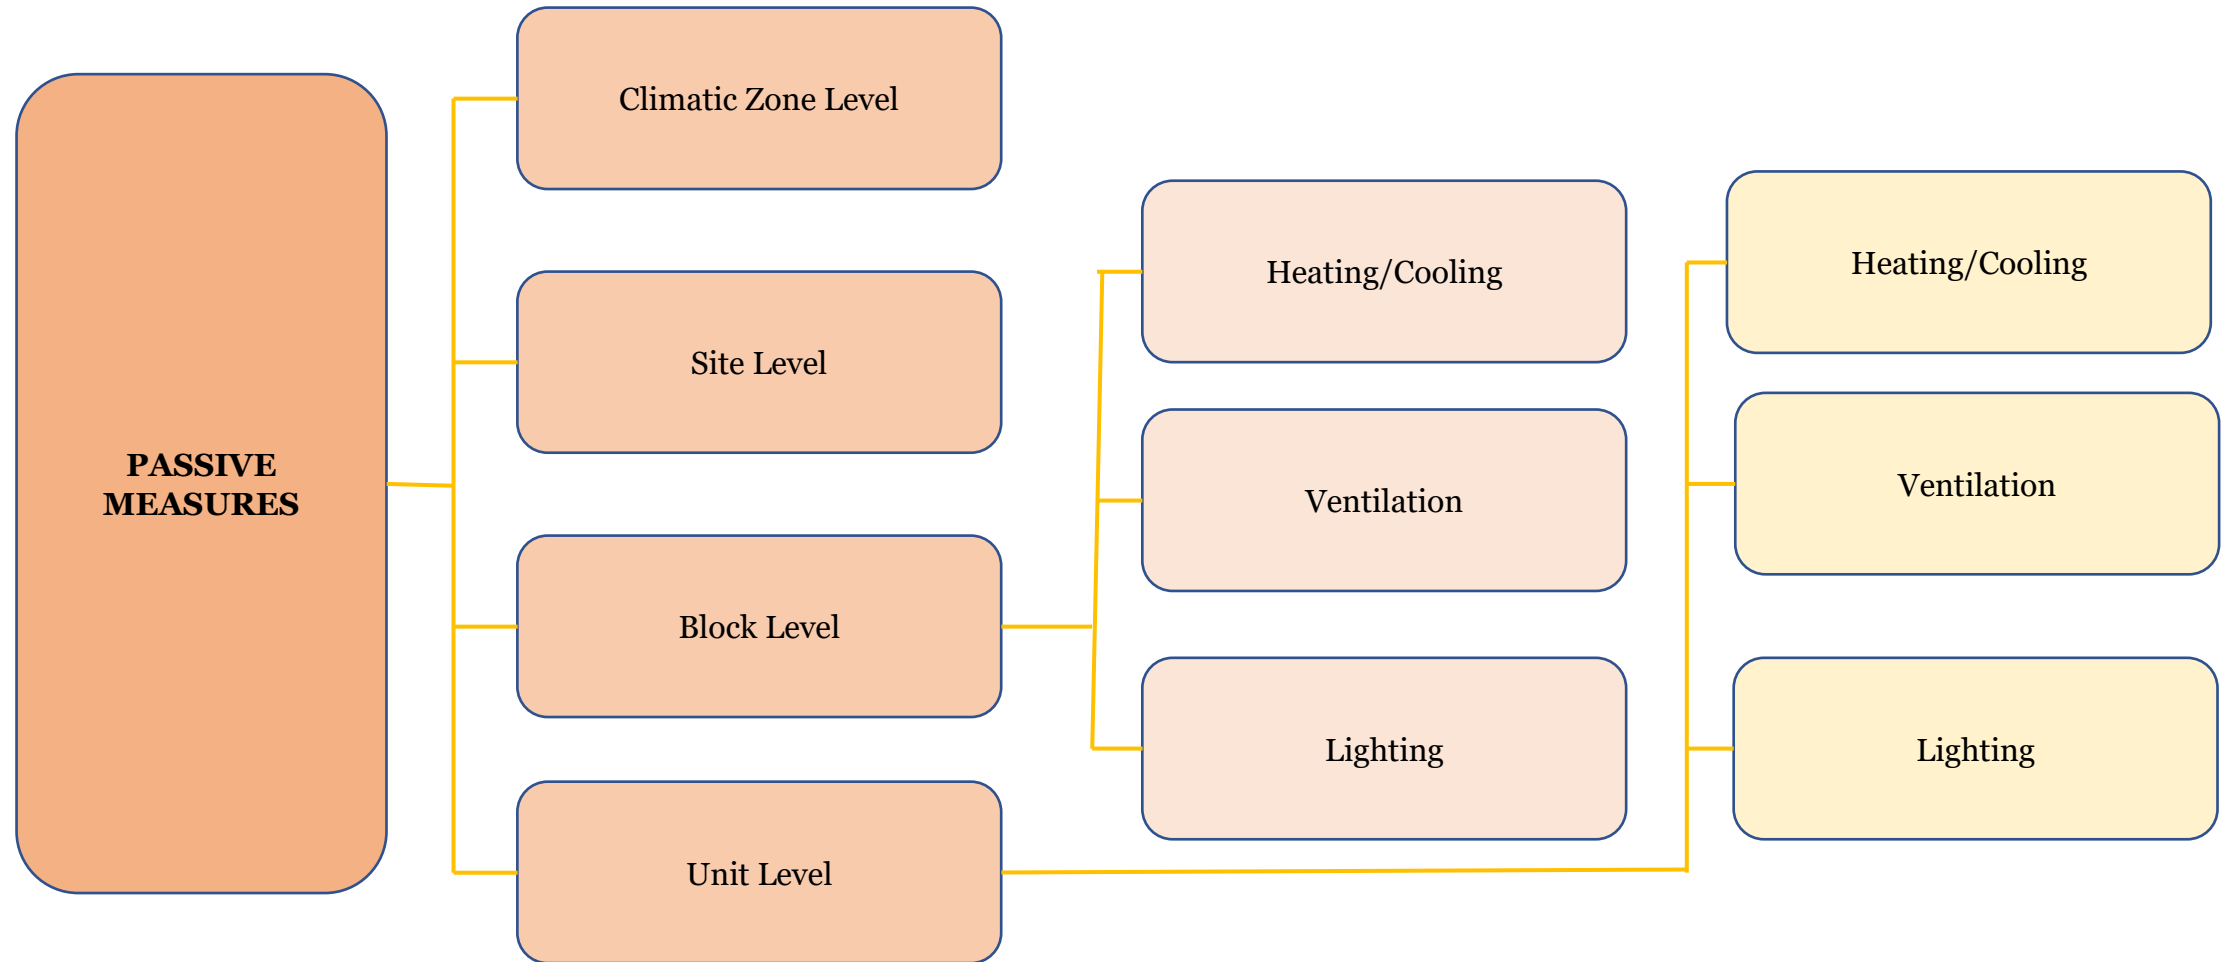 PASSIVE
MEASURES
Climatic Zone Level
Site Level
Block Level
Unit Level
Heating/Cooling
Ventilation
Lighting
Heating/Cooling
Ventilation
Lighting